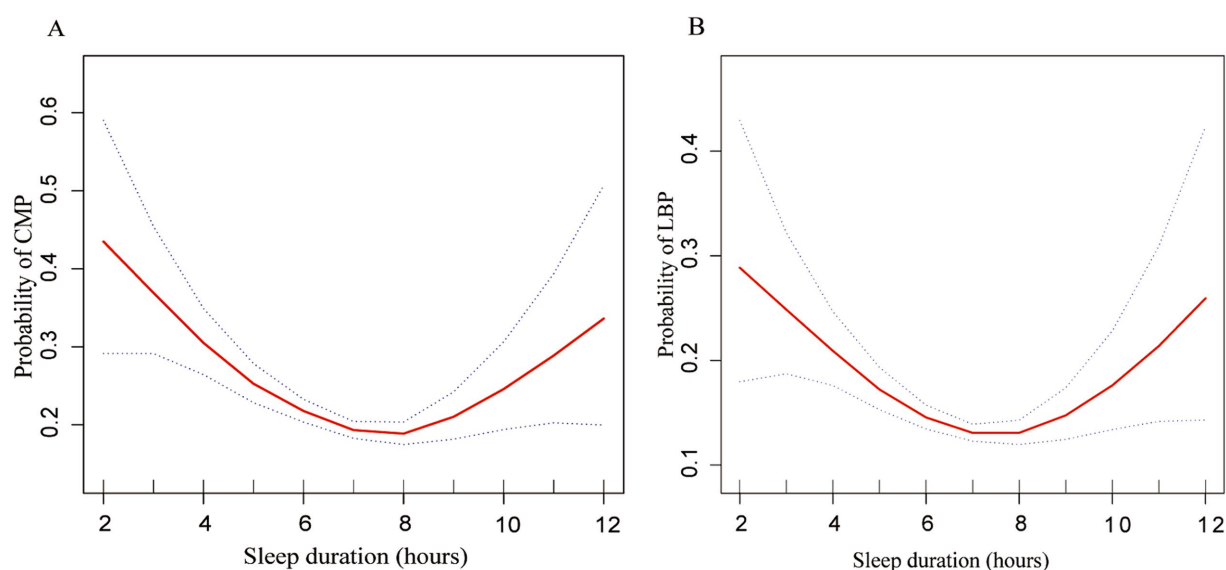 A
Probability of CMP
0.6
0.5
0.4
0.3
0.2
2 4 6 8 10 12
Sleep duration (hours)
B
Probability of LBP
0.4
0.3
0.2
0.1
2 4 6 8 10 12
Sleep duration (hours)